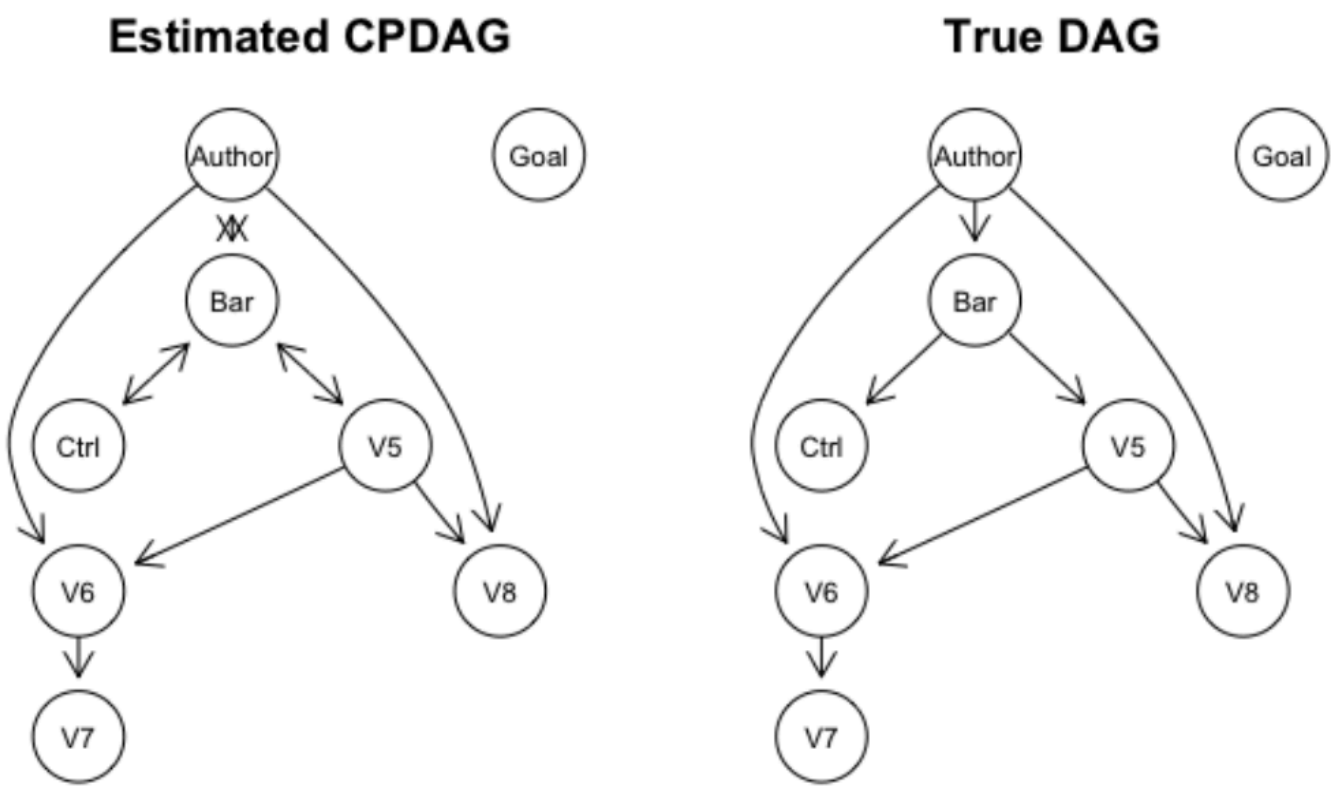 Estimated CPDAG
Author
Goal
Bar
Ctrl
V5
V6
V8
V7
True DAG
Author
Goal
Bar
Ctrl
V5
V6
V8
V7